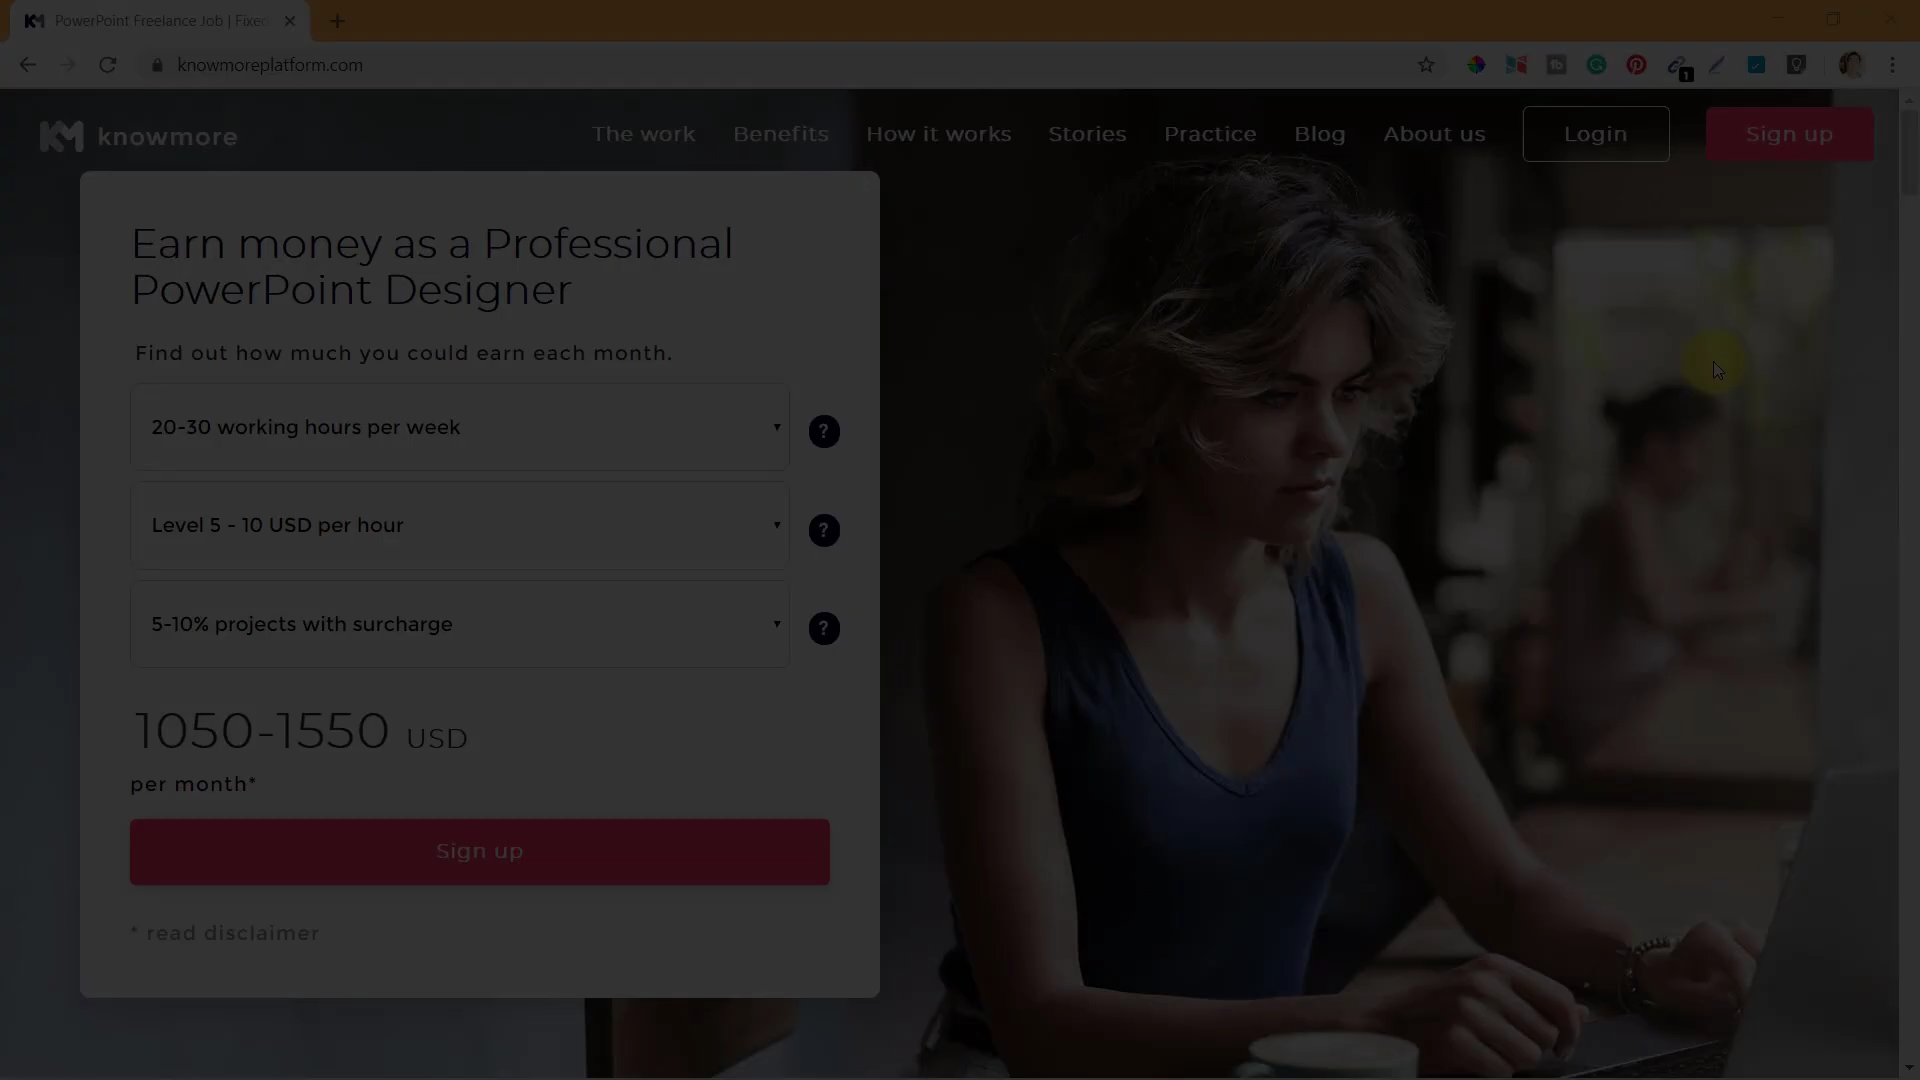 PowerPoint Freelance Job | Fixe
knowmoreplatform.com
1
KM knowmore
The work
Benefits
How it works
Stories
Practice
Blog
About us
Login
Sign up
Earn money as a Professional
PowerPoint Designer
Find out how much you could earn each month.
20-30 working hours per week
?
Level 5 - 10 USD per hour
?
5-10% projects with surcharge
?
1050-1550 USD
per month*
Sign up
* read disclaimer